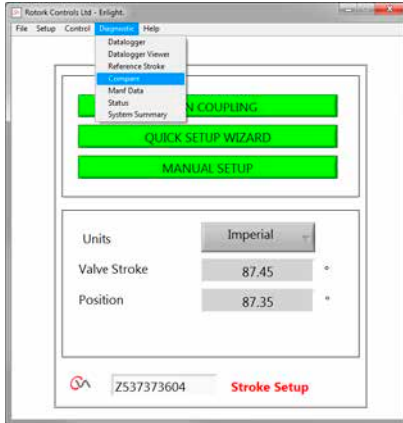 Rotork Controls Ltd - Enlight.
File Setup Control Diagnostic Help
Datalogger
Datalogger Viewer
Reference Stroke
Compare
Manf Data
Status
System Summary
N COUPLING
QUICK SETUP WIZARD
MANUAL SETUP
Units Imperial
Valve Stroke 87.45 °
Position 87.35 °
Z537373604 Stroke Setup